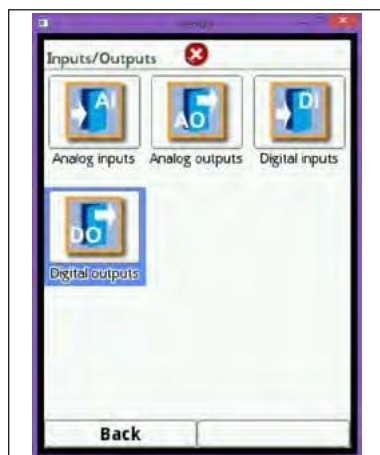 Inputs/Outputs
AI AO DI
Analog inputs Analog outputs Digital inputs
DO
Digital outputs
Back